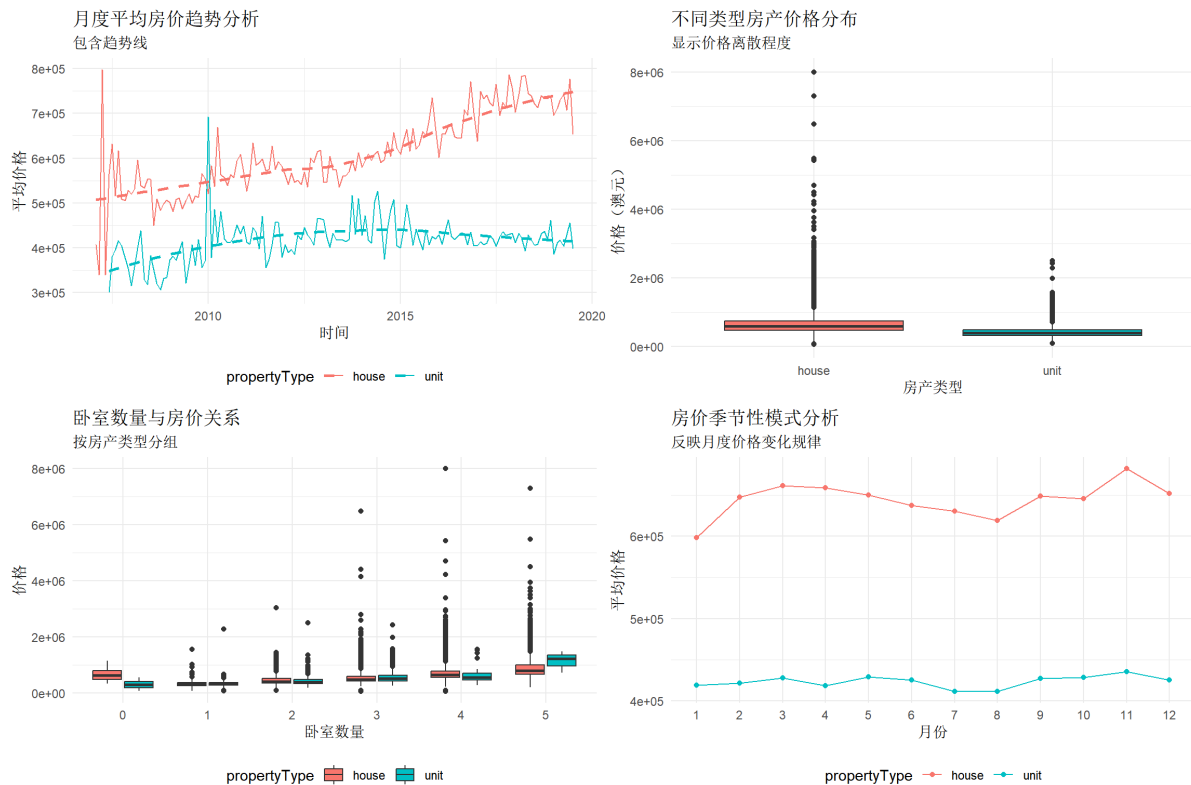 月度平均房价趋势分析
包含趋势线
平均价格
8e+05
7e+05
6e+05
5e+05
4e+05
3e+05
2010
2015
2020
时间
propertyType house unit
不同类型房产价格分布
显示价格离散程度
价格（澳元）
8e+06
6e+06
4e+06
2e+06
0e+00
house unit
房产类型
卧室数量与房价关系
按房产类型分组
价格
8e+06
6e+06
4e+06
2e+06
0e+00
0 1 2 3 4 5
卧室数量
propertyType house unit
房价季节性模式分析
反映月度价格变化规律
平均价格
6e+05
5e+05
4e+05
1 2 3 4 5 6 7 8 9 10 11 12
月份
propertyType house unit